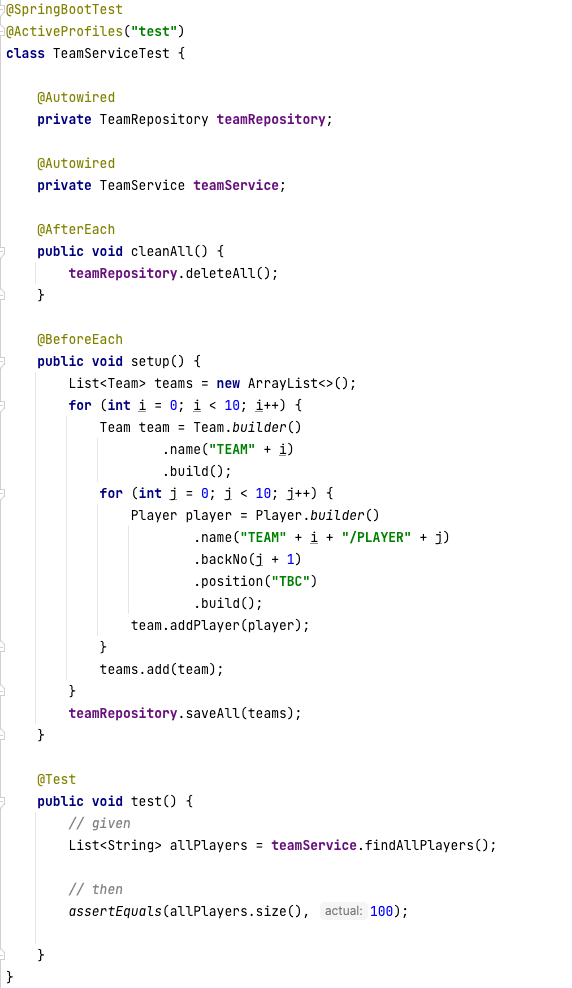 @SpringBootTest
@ActiveProfiles("test")
class TeamServiceTest {
    @Autowired
    private TeamRepository teamRepository;
    @Autowired
    private TeamService teamService;
    @AfterEach
    public void cleanAll() {
        teamRepository.deleteAll();
    }
    @BeforeEach
    public void setup() {
        List<Team> teams = new ArrayList<>();
        for (int i = 0; i < 10; i++) {
            Team team = Team.builder()
                    .name("TEAM" + i)
                    .build();
            for (int j = 0; j < 10; j++) {
                Player player = Player.builder()
                        .name("TEAM" + i + "/PLAYER" + j)
                        .backNo(j + 1)
                        .position("TBC")
                        .build();
                team.addPlayer(player);
            }
            teams.add(team);
        }
        teamRepository.saveAll(teams);
    }
    @Test
    public void test() {
        // given
        List<String> allPlayers = teamService.findAllPlayers();
        // then
        assertEquals(allPlayers.size(), actual: 100);
    }
}